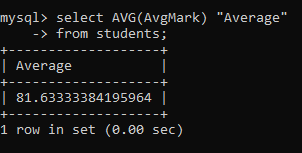 mysql> select AVG(AvgMark) "Average"
    -> from students;
+-------------------+
| Average           |
+-------------------+
| 81.63333384195964 |
+-------------------+
1 row in set (0.00 sec)